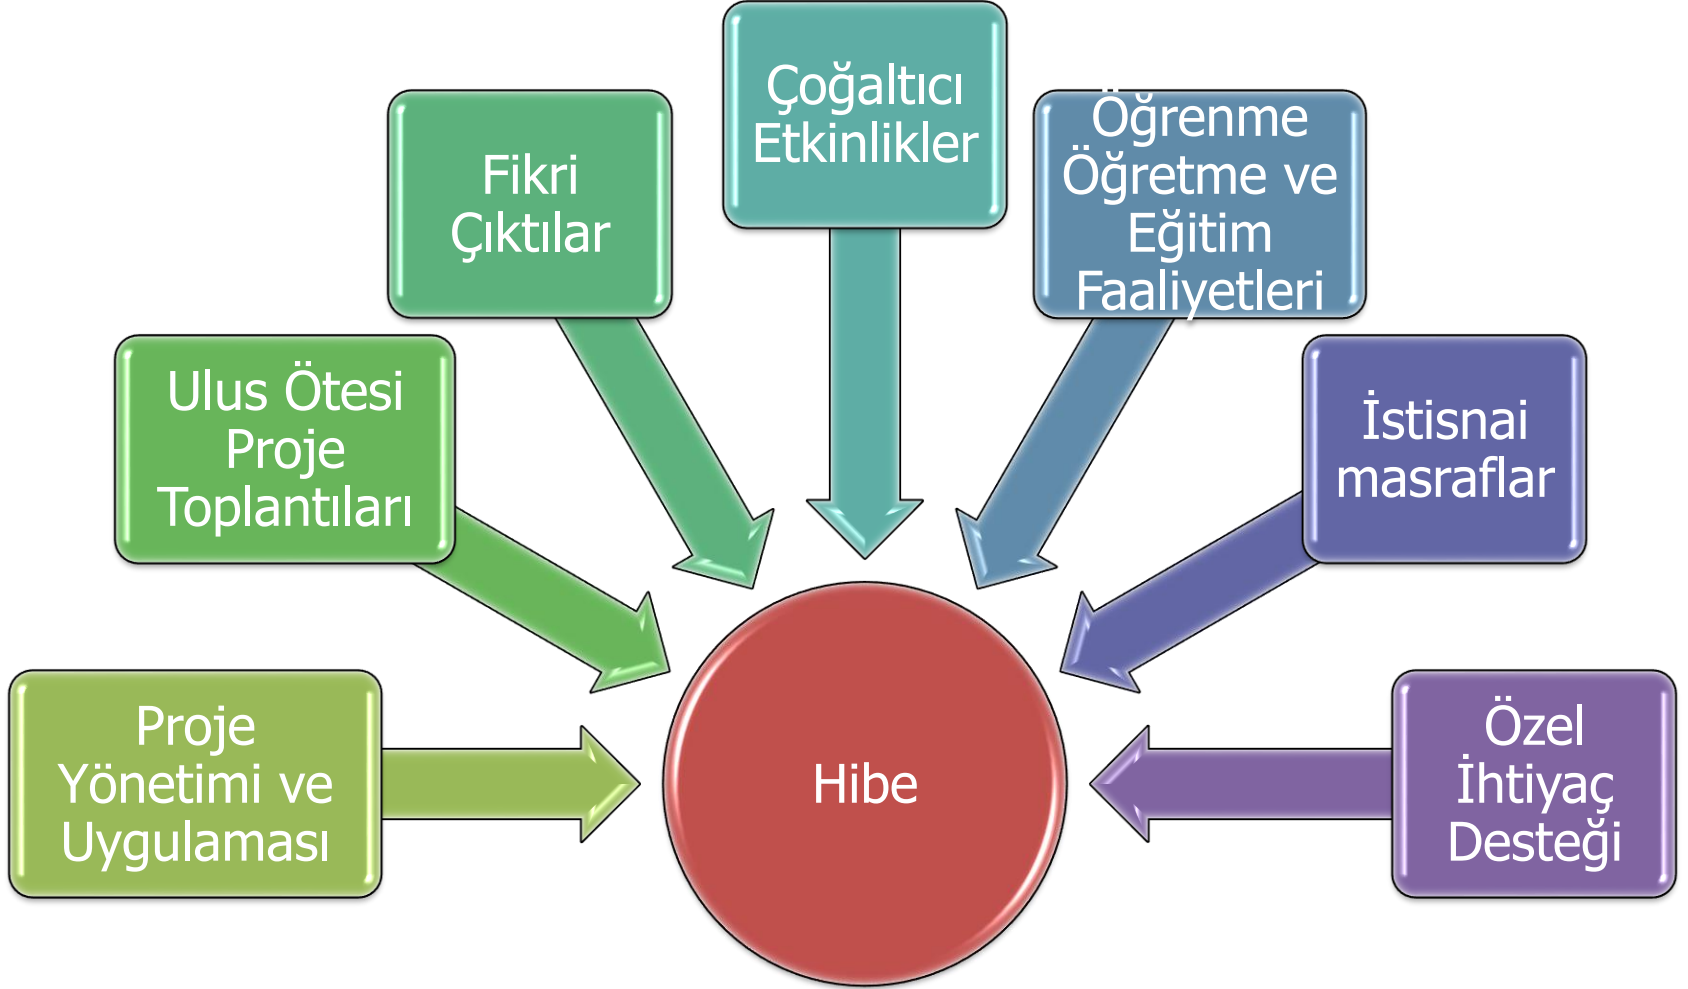 Çoğaltıcı
Etkinlikler
Fikri
Çıktılar
Öğrenme
Öğretme ve
Eğitim
Faaliyetleri
Ulus Ötesi
Proje
Toplantıları
İstisnai
masraflar
Proje
Yönetimi ve
Uygulaması
Hibe
Özel
İhtiyaç
Desteği